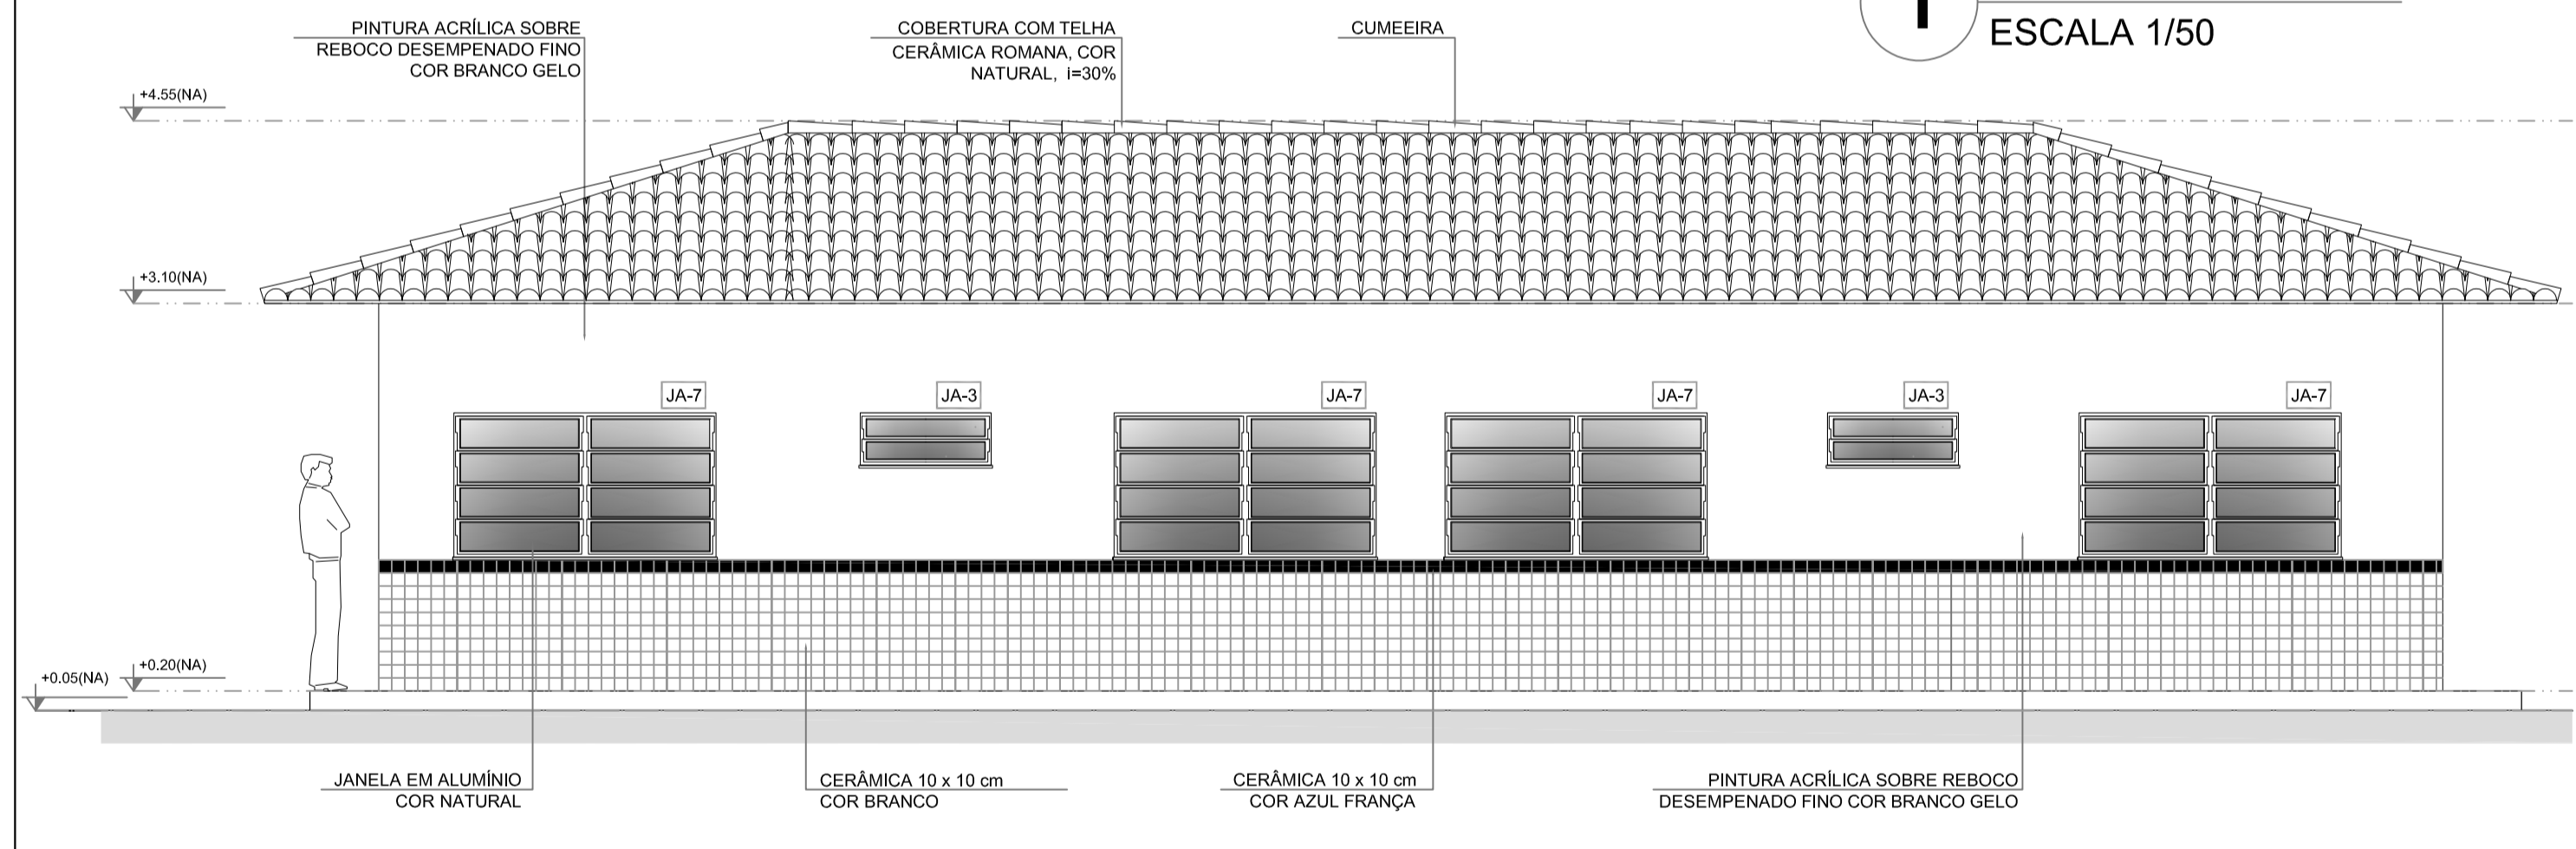 ESCALA 1/50
PINTURA ACRÍLICA SOBRE
REBOCO DESEMPENADO FINO
COR BRANCO GELO
COBERTURA COM TELHA
CERÂMICA ROMANA, COR
NATURAL, i=30%
CUMEEIRA
+4.55(NA)
+3.10(NA)
JA-7
JA-3
JA-7
JA-7
JA-3
JA-7
+0.20(NA)
+0.05(NA)
JANELA EM ALUMÍNIO
COR NATURAL
CERÂMICA 10 x 10 cm
COR BRANCO
CERÂMICA 10 x 10 cm
COR AZUL FRANÇA
PINTURA ACRÍLICA SOBRE REBOCO
DESEMPENADO FINO COR BRANCO GELO